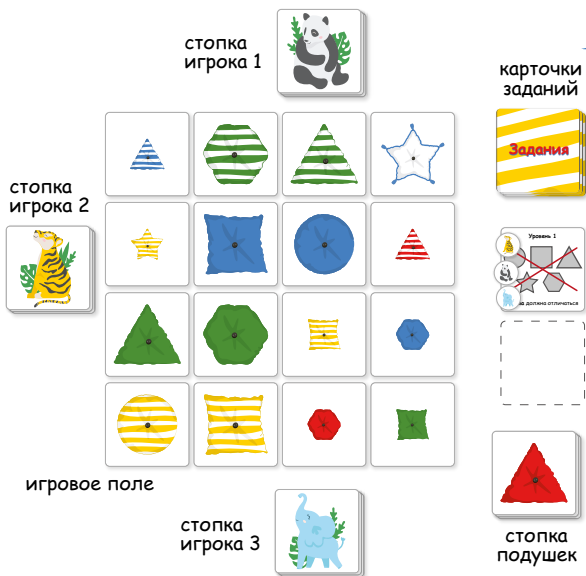 стопка
игрока 1
карточки
заданий
Задания
стопка
игрока 2
Уровень 1
должно отличаться
игровое поле
стопка
игрока 3
стопка
подушек